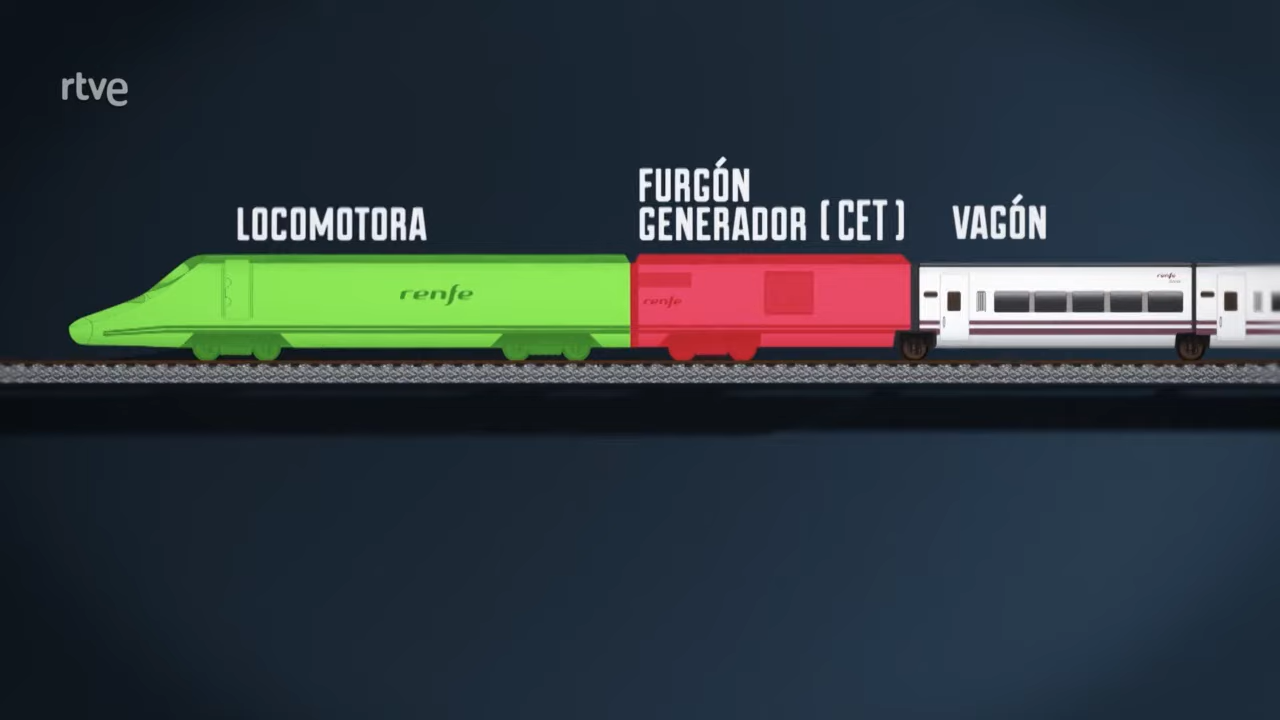 rtve
LOCOMOTORA
FURGÓN
GENERADOR (CET)
VAGÓN
renfe
renfe
renfe